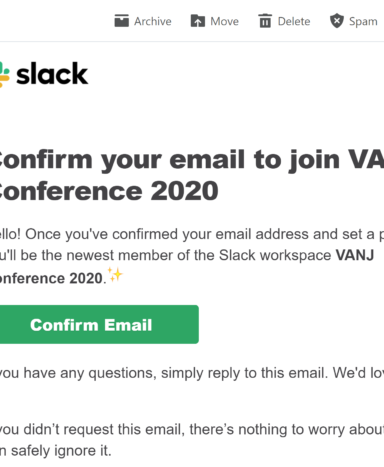 Archive Move Delete Spam
slack
Confirm your email to join VA
Conference 2020
ello! Once you've confirmed your email address and set a p
u'll be the newest member of the Slack workspace VANJ
onference 2020.
Confirm Email
you have any questions, simply reply to this email. We'd lo
you didn’t request this email, there’s nothing to worry about
n safely ignore it.